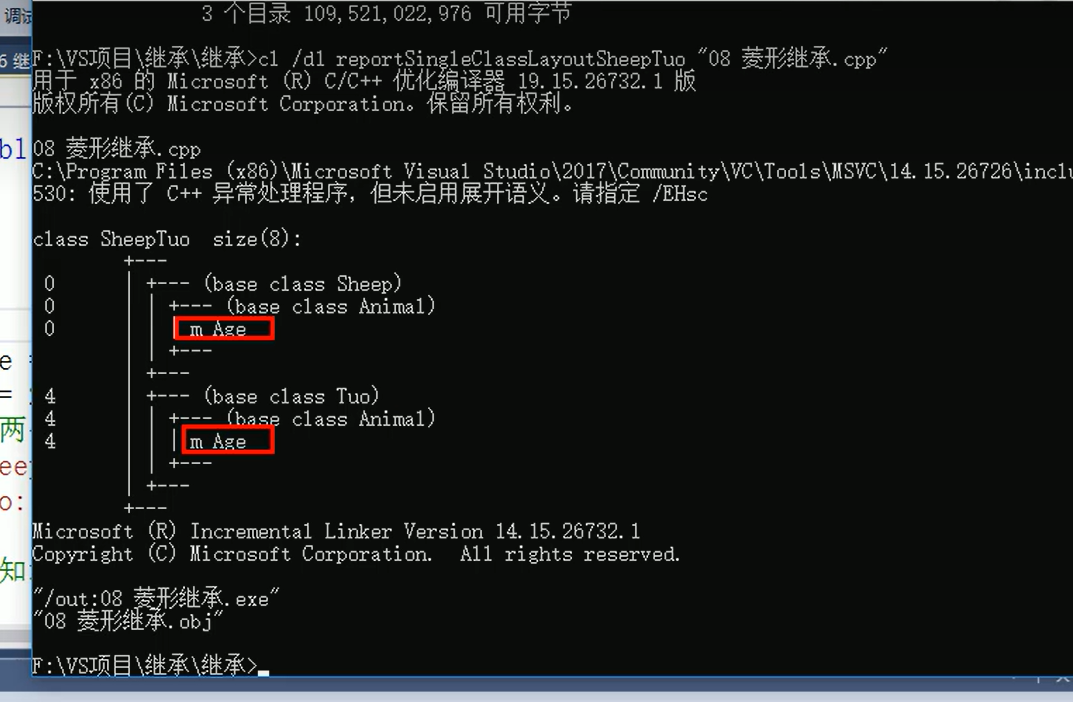 调试
3 个目录 109,521,022,976 可用字节
6 继
F:\VS项目\继承\继承>cl /d1 reportSingleClassLayoutSheepTuo "08 菱形继承.cpp"
用于 x86 的 Microsoft (R) C/C++ 优化编译器 19.15.26732.1 版
版权所有(C) Microsoft Corporation。保留所有权利。
bl
08 菱形继承.cpp
C:\Program Files (x86)\Microsoft Visual Studio\2017\Community\VC\Tools\MSVC\14.15.26726\inclu
530: 使用了 C++ 异常处理程序，但未启用展开语义。请指定 /EHsc
class SheepTuo size(8):
+---
0 | +--- (base class Sheep)
0 | | +--- (base class Animal)
0 | | | m_Age
| | +---
| +---
4 | +--- (base class Tuo)
4 | | +--- (base class Animal)
4 | | | m_Age
| | +---
| +---
+---
e
=
两
ee
o:
知
Microsoft (R) Incremental Linker Version 14.15.26732.1
Copyright (C) Microsoft Corporation.  All rights reserved.
"/out:08 菱形继承.exe"
"08 菱形继承.obj"
F:\VS项目\继承\继承>